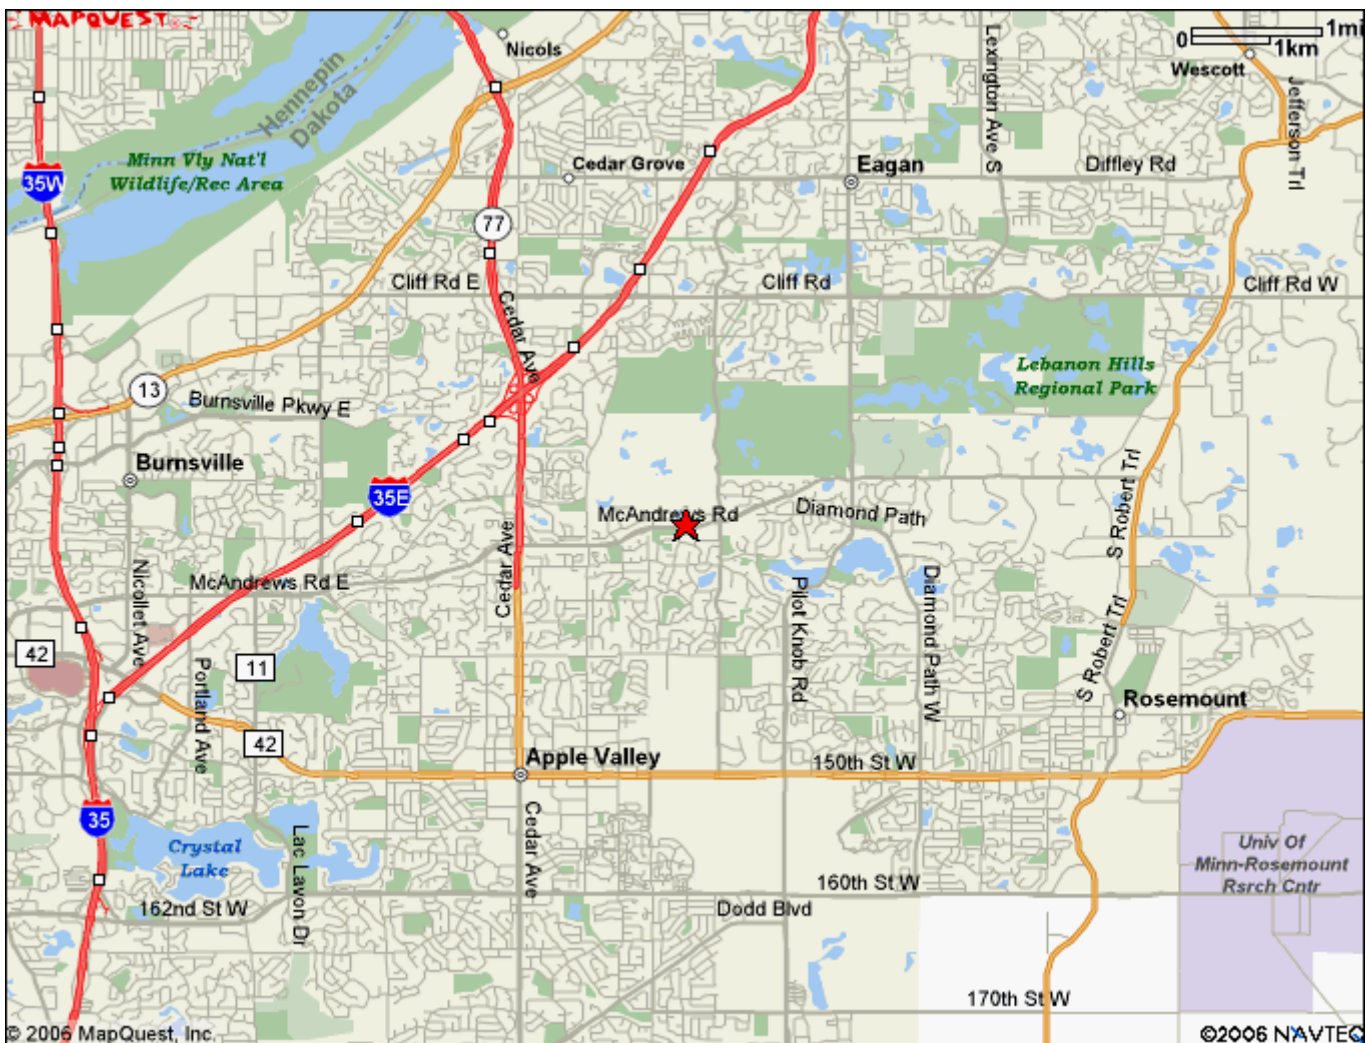 MAPQUEST
Nicols
0
1mi
1km
Wescott
Lexington Ave S
Jefferson Trl
Hennepin
Dakota
Minn Vly Nat'l
Wildlife/Rec Area
35W
Cedar Grove
Eagan
Diffley Rd
77
Cliff Rd E
Cliff Rd
Cliff Rd W
Cedar Ave
13
Burnsville Pkwy E
Lebanon Hills
Regional Park
Burnsville
35E
McAndrews Rd
Diamond Path
S Robert Trl
Cedar Ave
McAndrews Rd E
Nicollet Ave
Pilot Knob Rd
Diamond Path W
S Robert Trl
42
11
Portland Ave
Rosemount
42
Apple Valley
150th St W
35
Crystal
Lake
Lac Lavon Dr
Cedar Ave
Univ Of
Minn-Rosemount
Rsrch Cntr
160th St W
162nd St W
Dodd Blvd
170th St W
© 2006 MapQuest, Inc.
©2006 NAVTEQ